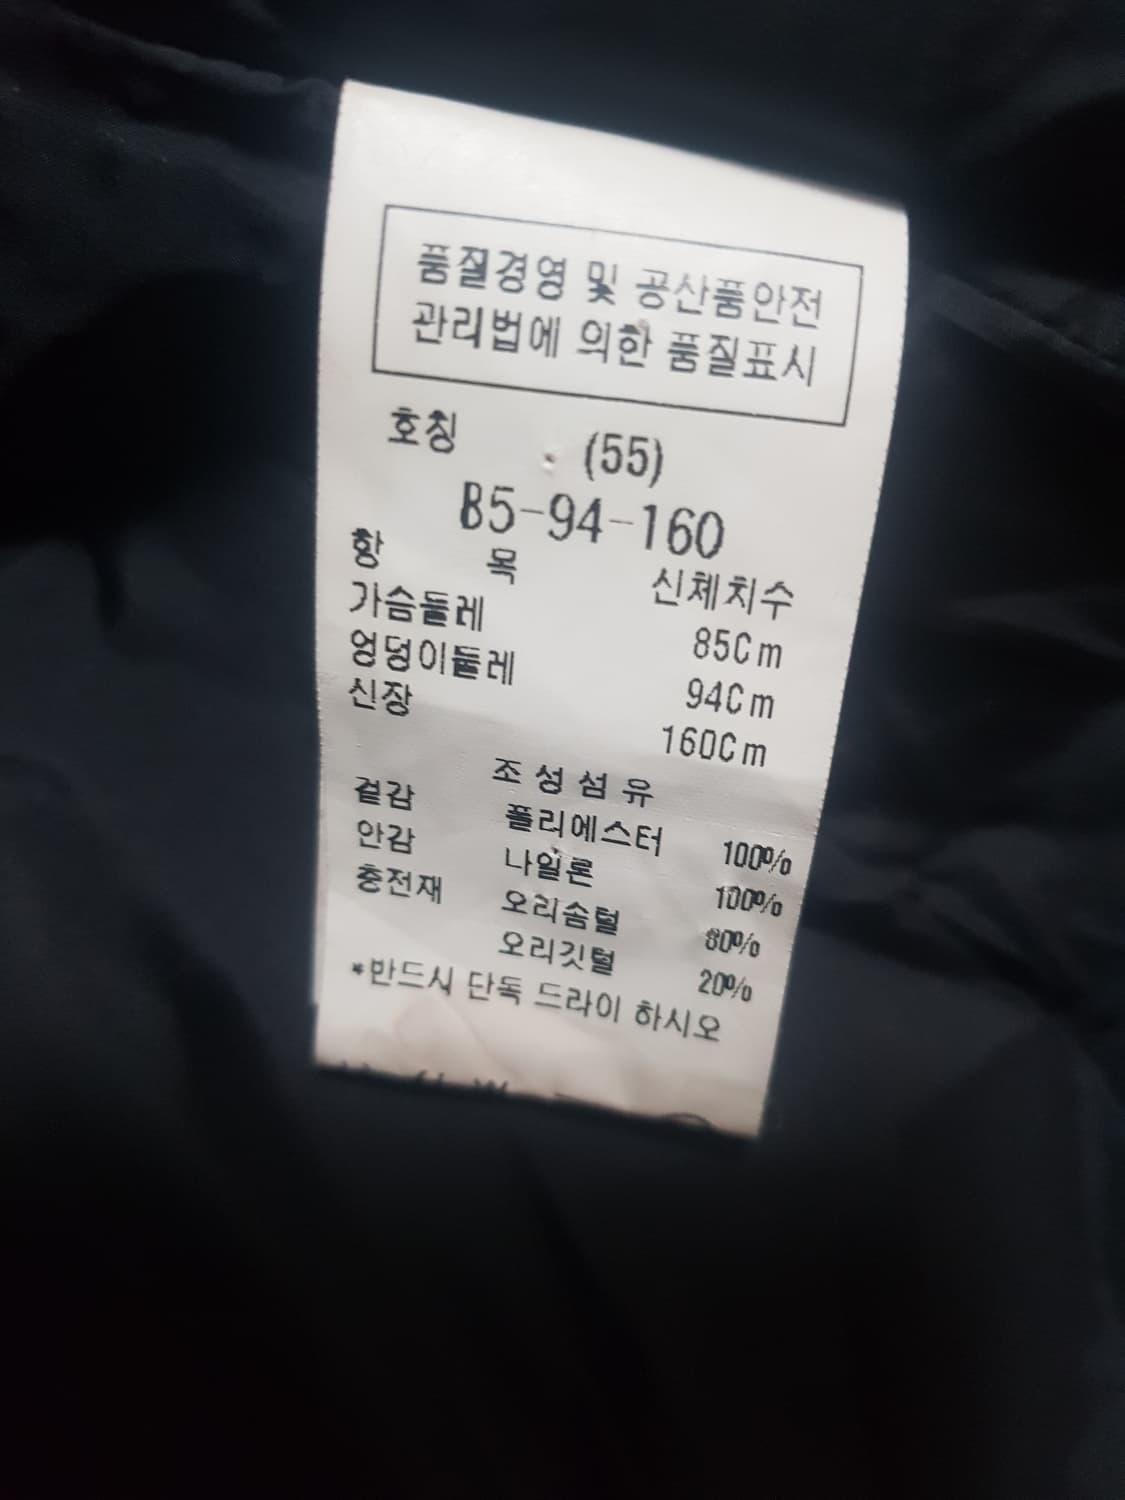 품질경영 및 공산품안전
관리법에 의한 품질표시
호칭 (55)
85-94-160
항 목 신체치수
가슴둘레 85Cm
엉덩이둘레 94Cm
신장 160Cm
조성섬유
겉감 폴리에스터 100%
안감 나일론 100%
충전재 오리솜털 80%
오리깃털 20%
*반드시 단독 드라이 하시오